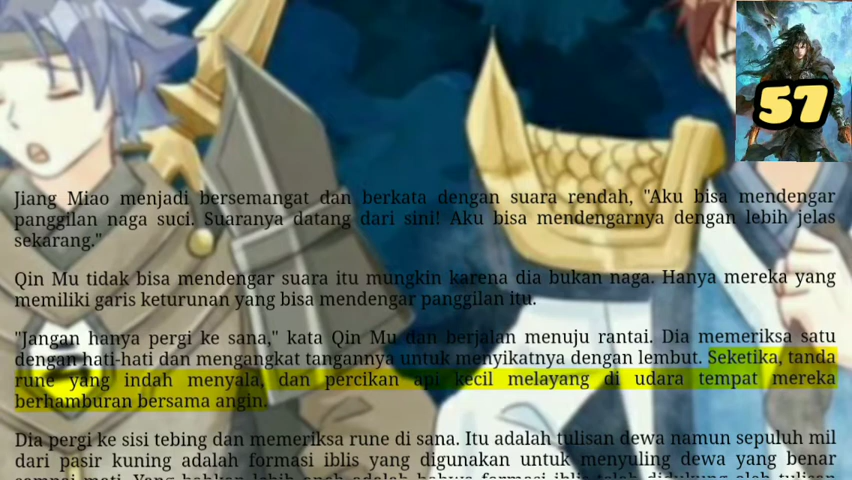 57
Jiang Miao menjadi bersemangat dan berkata dengan suara rendah, "Aku bisa mendengar
panggilan naga suci. Suaranya datang dari sini! Aku bisa mendengarnya dengan lebih jelas
sekarang."
Qin Mu tidak bisa mendengar suara itu mungkin karena dia bukan naga. Hanya mereka yang
memiliki garis keturunan yang bisa mendengar panggilan itu.
"Jangan hanya pergi ke sana," kata Qin Mu dan berjalan menuju rantai. Dia memeriksa satu
dengan hati-hati dan mengangkat tangannya untuk menyikatnya dengan lembut. Seketika, tanda
rune yang indah menyala, dan percikan api kecil melayang di udara tempat mereka
berhamburan bersama angin.
Dia pergi ke sisi tebing dan memeriksa rune di sana. Itu adalah tulisan dewa namun sepuluh mil
dari pasir kuning adalah formasi iblis yang digunakan untuk menyuling dewa yang benar